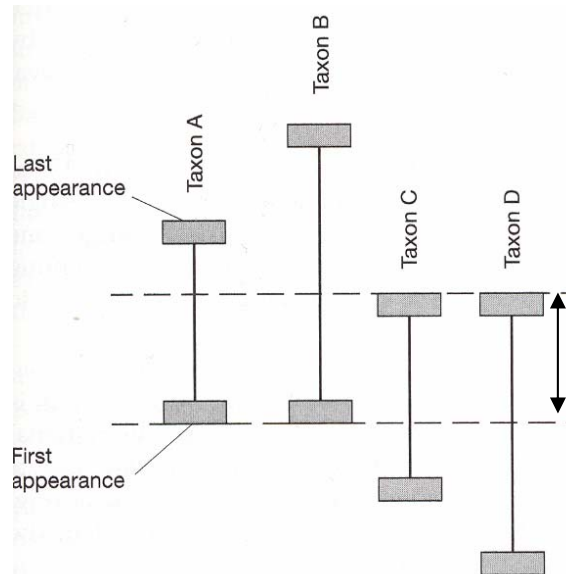 Taxon A
Taxon B
Taxon C
Taxon D
Last
appearance
First
appearance